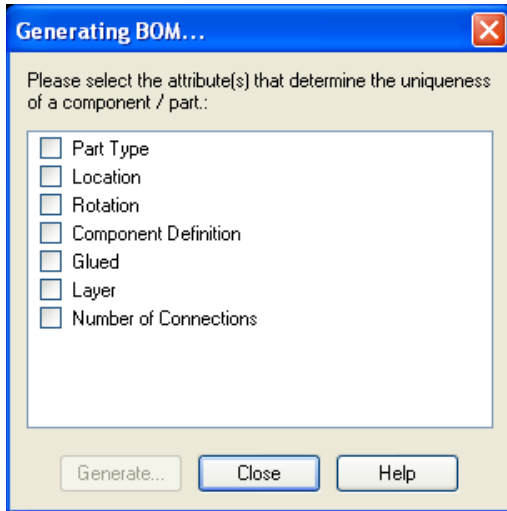 Generating BOM...
Please select the attribute(s) that determine the uniqueness
of a component / part.:
Part Type
Location
Rotation
Component Definition
Glued
Layer
Number of Connections
Generate... Close Help